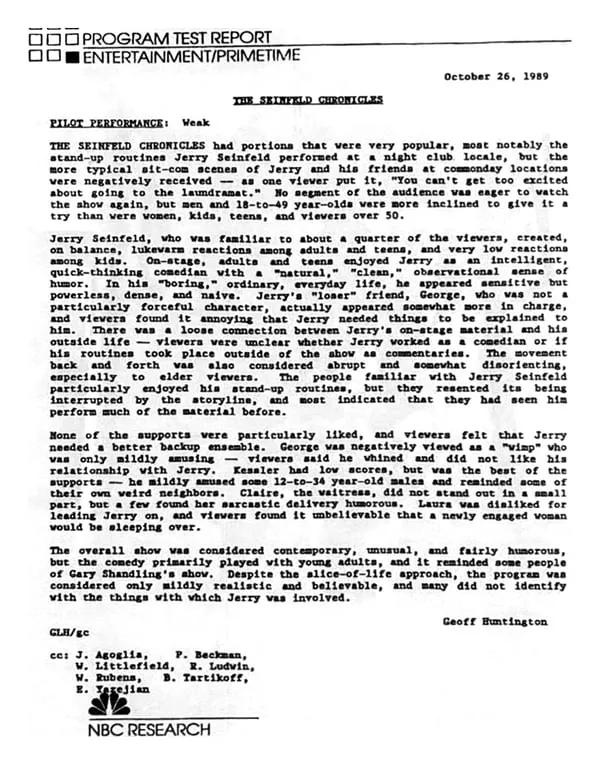 PROGRAM TEST REPORT
ENTERTAINMENT/PRIMETIME
October 26, 1989
THE SEINFELD CHRONICLES
PILOT PERFORMANCE: Weak
THE SEINFELD CHRONICLES had portions that were very popular, most notably the
stand-up routines Jerry Seinfeld performed at a night club locale, but the
more typical sit-com scenes of Jerry and his friends at commonday locations
were negatively received — as one viewer put it, "You can't get too excited
about going to the laundramat." No segment of the audience was eager to watch
the show again, but men and 18-to-49 year-olds were more inclined to give it a
try than were women, kids, teens, and viewers over 50.
Jerry Seinfeld, who was familiar to about a quarter of the viewers, created,
on balance, lukewarm reactions among adults and teens, and very low reactions
among kids. On-stage, adults and teens enjoyed Jerry as an intelligent,
quick-thinking comedian with a "natural," "clean," observational sense of
humor. In his "boring," ordinary, everyday life, he appeared sensitive but
powerless, dense, and naive. Jerry's "loser" friend, George, who was not a
particularly forceful character, actually appeared somewhat more in charge,
and viewers found it annoying that Jerry needed things to be explained to
him. There was a loose connection between Jerry's on-stage material and his
outside life — viewers were unclear whether Jerry worked as a comedian or if
his routines took place outside of the show as commentaries. The movement
back and forth was also considered abrupt and somewhat disorienting,
especially to elder viewers. The people familiar with Jerry Seinfeld
particularly enjoyed his stand-up routines, but they resented its being
interrupted by the storyline, and most indicated that they had seen him
perform much of the material before.
None of the supports were particularly liked, and viewers felt that Jerry
needed a better backup ensemble. George was negatively viewed as a "wimp" who
was only mildly amusing — viewers said he whined and did not like his
relationship with Jerry. Kessler had low scores, but was the best of the
supports — he mildly amused some 12-to-34 year-old males and reminded some of
their own weird neighbors. Claire, the waitress, did not stand out in a small
part, but a few found her sarcastic delivery humorous. Laura was disliked for
leading Jerry on, and viewers found it unbelievable that a newly engaged woman
would be sleeping over.
The overall show was considered contemporary, unusual, and fairly humorous,
but the comedy primarily played with young adults, and it reminded some people
of Gary Shandling's show. Despite the slice-of-life approach, the program was
considered only mildly realistic and believable, and many did not identify
with the things with which Jerry was involved.
Geoff Huntington
GLH/gc
cc: J. Agoglia, P. Beckman,
W. Littlefield, R. Ludwin,
W. Rubens, B. Tartikoff,
E.
NBC RESEARCH